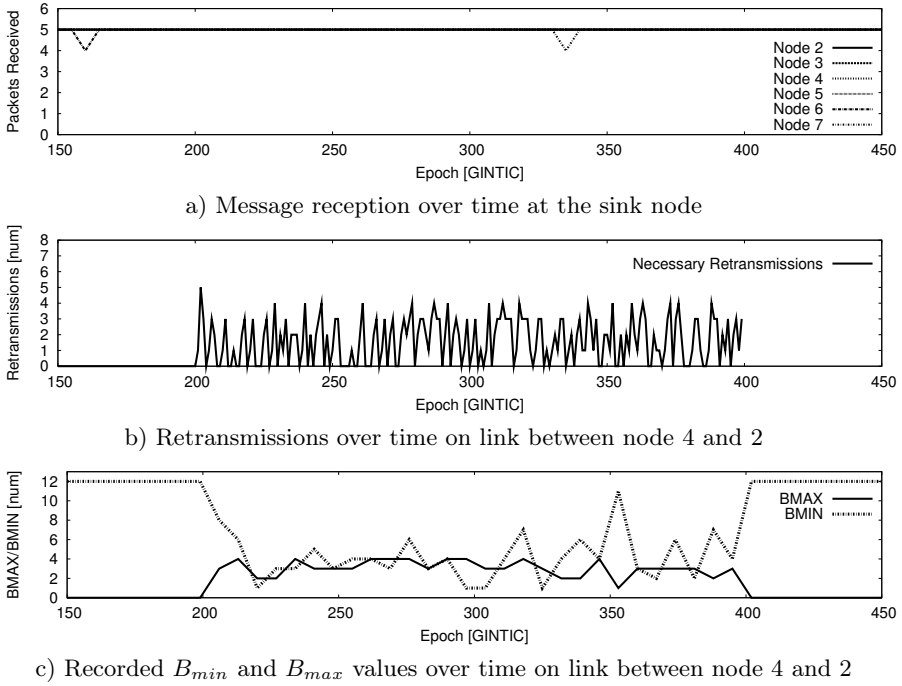 6
5
4
3
2
1
0
Packets Received
Node 2
Node 3
Node 4
Node 5
Node 6
Node 7
150 200 250 300 350 400 450
Epoch [GINTIC]
a) Message reception over time at the sink node
8
7
6
5
4
3
2
1
0
Retransmissions [num]
Necessary Retransmissions
150 200 250 300 350 400 450
Epoch [GINTIC]
b) Retransmissions over time on link between node 4 and 2
12
10
8
6
4
2
0
BMAX/BMIN [num]
BMAX
BMIN
150 200 250 300 350 400 450
Epoch [GINTIC]
c) Recorded B_{min} and B_{max} values over time on link between node 4 and 2